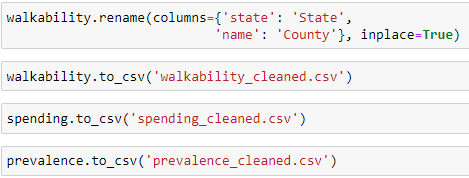 walkability.rename(columns={'state': 'State',
                            'name': 'County'}, inplace=True)
walkability.to_csv('walkability_cleaned.csv')
spending.to_csv('spending_cleaned.csv')
prevalence.to_csv('prevalence_cleaned.csv')